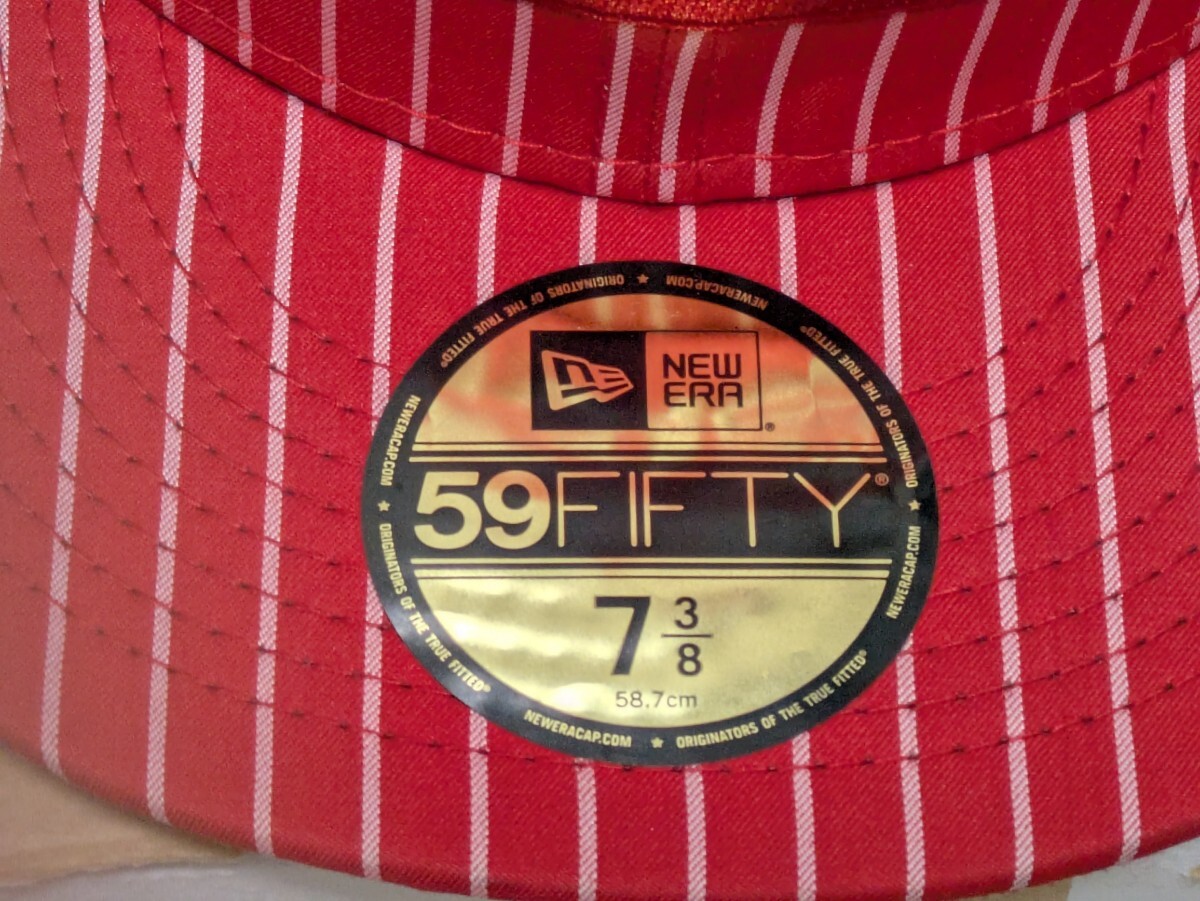 NEW
ERA
®
59FIFTY®
7 3/8
58.7cm
NEWERACAP.COM ★ ORIGINATORS OF THE TRUE FITTED®
NEWERACAP.COM ★ ORIGINATORS OF THE TRUE FITTED®
NEWERACAP.COM ★ ORIGINATORS OF THE TRUE FITTED®
NEWERACAP.COM ★ ORIGINATORS OF THE TRUE FITTED®